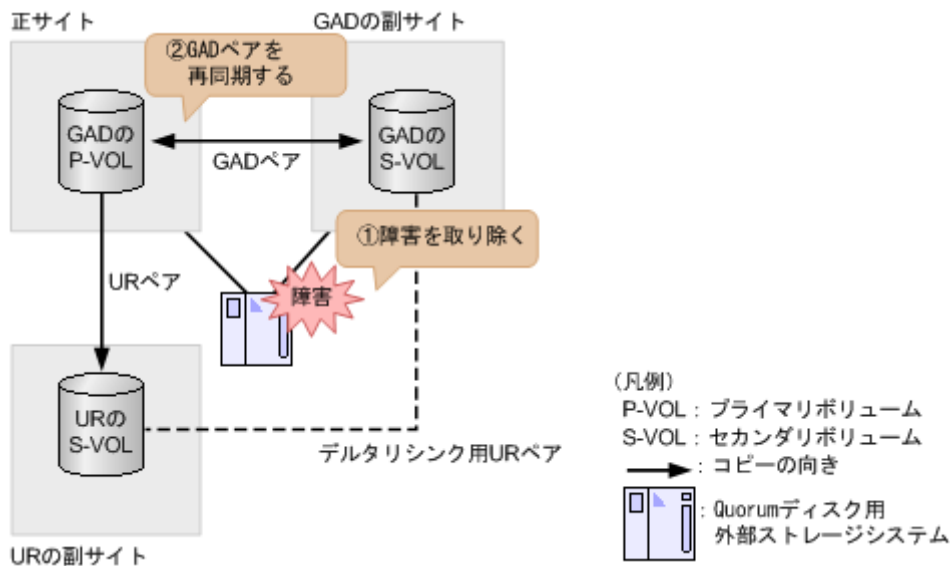 正サイト
GADの副サイト
②GADペアを
再同期する
GADの
P-VOL
GADペア
GADの
S-VOL
①障害を取り除く
URペア
障害
URの
S-VOL
デルタリシンク用URペア
URの副サイト
(凡例)
P-VOL:プライマリボリューム
S-VOL:セカンダリボリューム
:コピーの向き
:Quorumディスク用
外部ストレージシステム